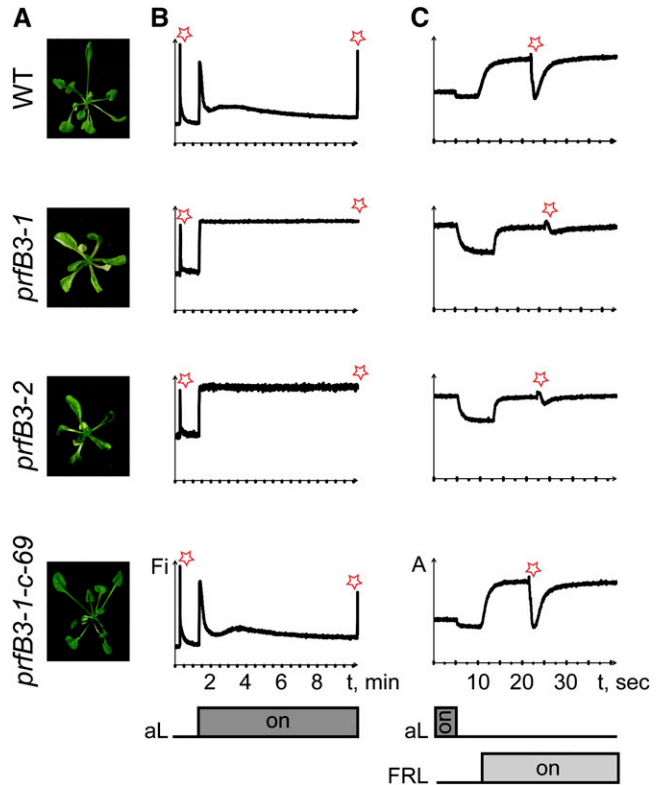 A B C
WT
prfB3-1
prfB3-2
prfB3-1-c-69
Fi A
2 4 6 8 t, min 10 20 30 t, sec
aL on aL on
FRL on